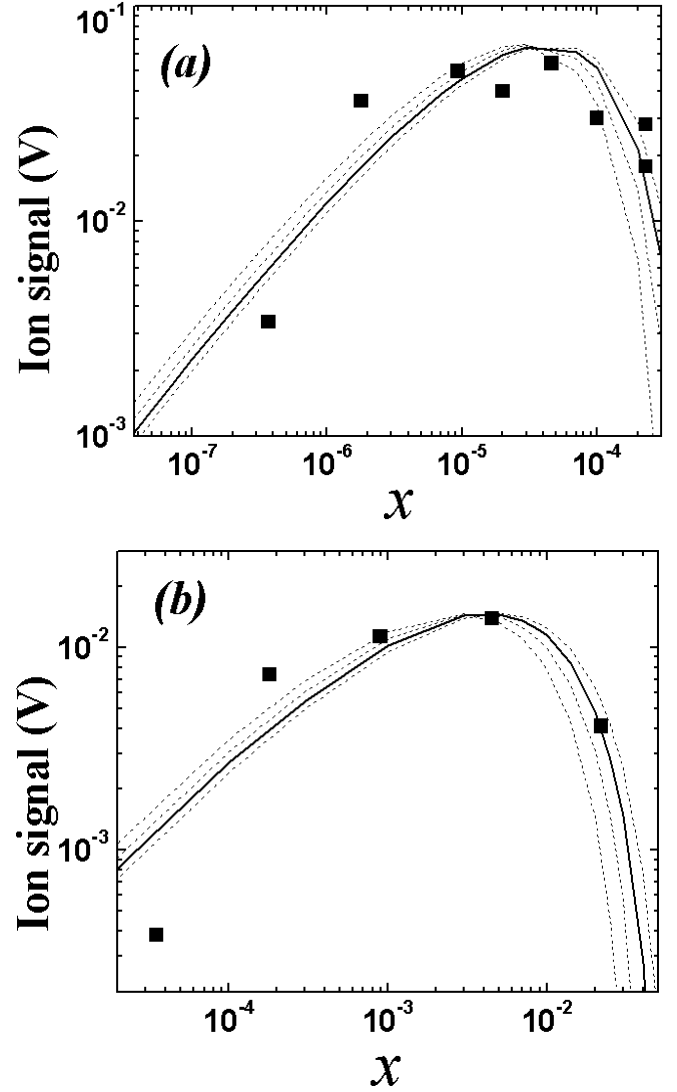 (a)
Ion signal (V)
10⁻¹
10⁻²
10⁻³
10⁻⁷ 10⁻⁶ 10⁻⁵ 10⁻⁴
x
(b)
Ion signal (V)
10⁻²
10⁻³
10⁻⁴ 10⁻³ 10⁻²
x